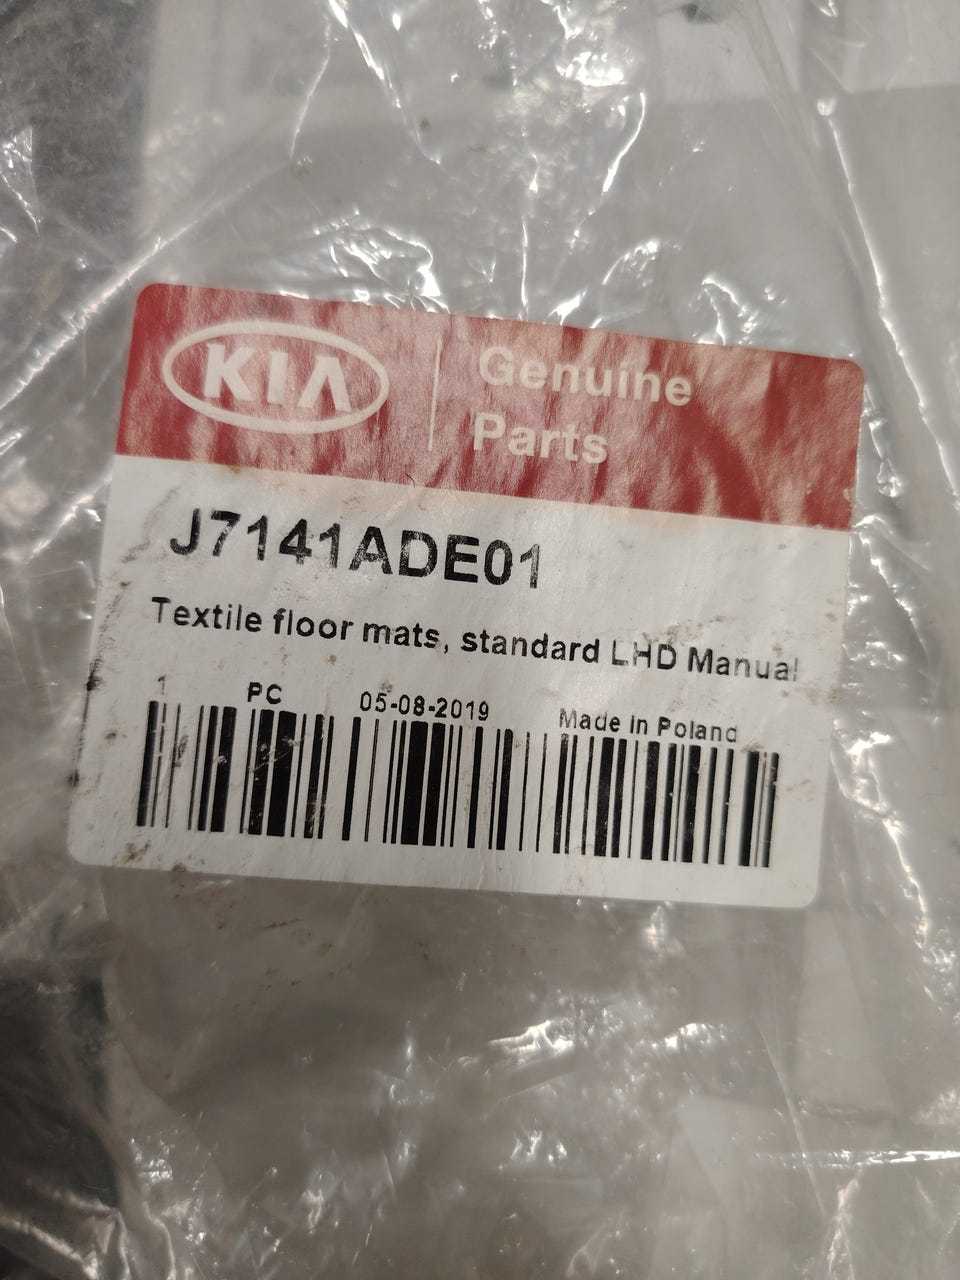 KIA
Genuine
Parts
J7141ADE01
Textile floor mats, standard LHD Manual
1 PC 05-08-2019 Made in Poland